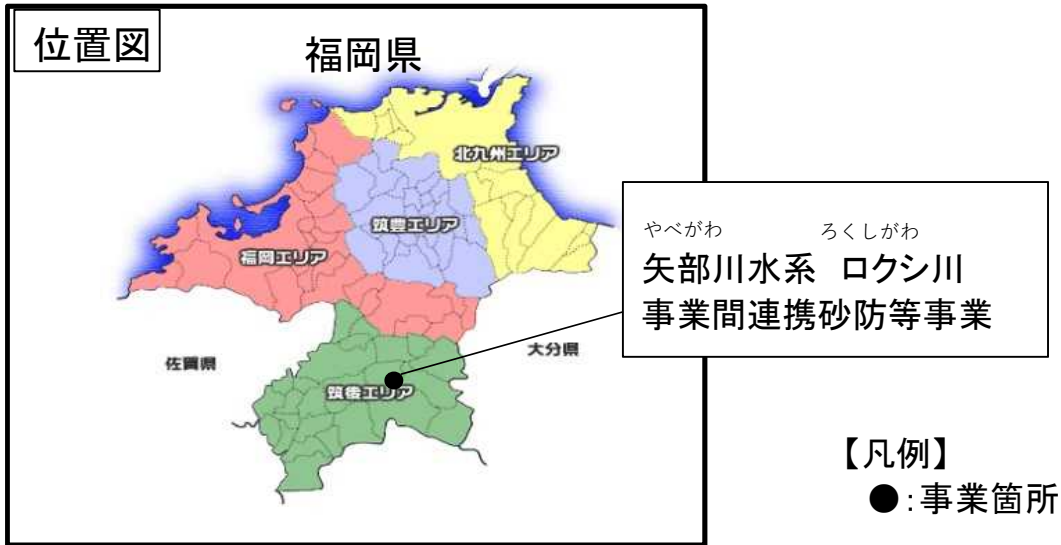 位置図
福岡県
北九州エリア
筑豊エリア
福岡エリア
やべがわ ろくしがわ
矢部川水系 ロクシ川
事業間連携砂防等事業
大分県
佐賀県
筑後エリア
【凡例】
●:事業箇所